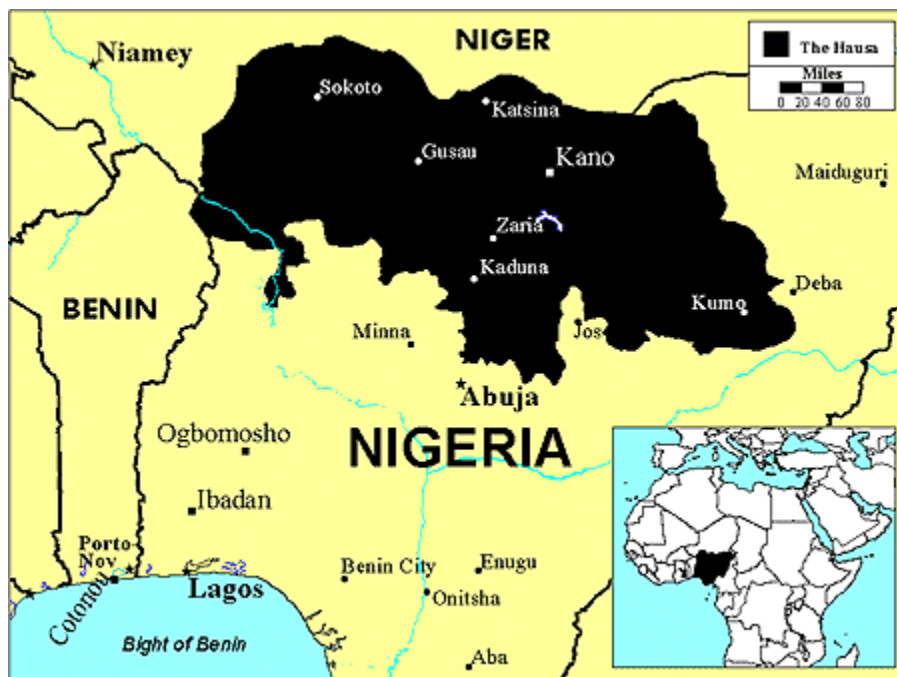 Niamey
NIGER
The Hausa
Miles
0 20 40 60 80
Sokoto
Katsina
Gusau
Kano
Maiduguri
Zaria
Kaduna
Deba
Kumo
BENIN
Minna
Jos
Abuja
Ogbomosho
NIGERIA
Ibadan
Porto
Nov
Benin City
Enugu
Cotonou
Lagos
Onitsha
Bight of Benin
Aba